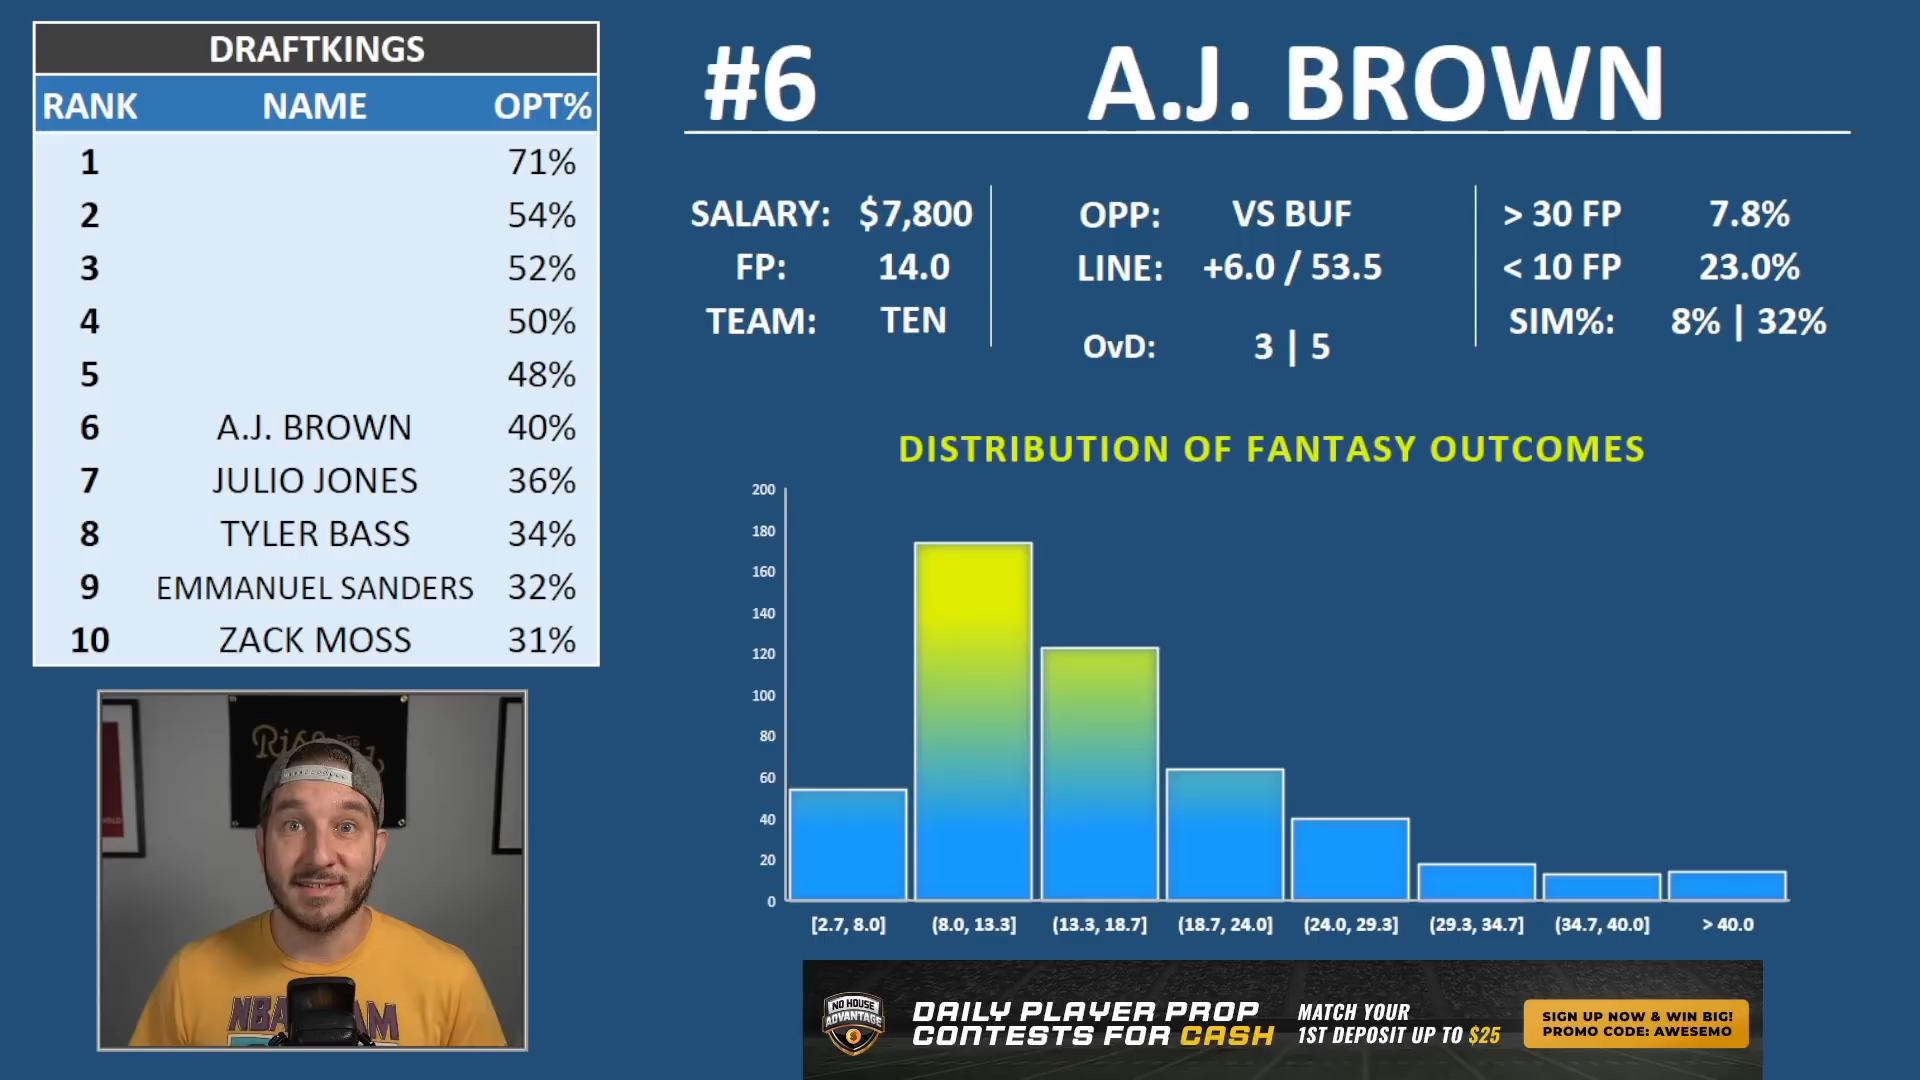 DRAFTKINGS
RANK NAME OPT%
1 71%
2 54%
3 52%
4 50%
5 48%
6 A.J. BROWN 40%
7 JULIO JONES 36%
8 TYLER BASS 34%
9 EMMANUEL SANDERS 32%
10 ZACK MOSS 31%
#6 A.J. BROWN
SALARY: $7,800
FP: 14.0
TEAM: TEN
OPP: VS BUF
LINE: +6.0 / 53.5
OvD: 3 | 5
> 30 FP 7.8%
< 10 FP 23.0%
SIM%: 8% | 32%
DISTRIBUTION OF FANTASY OUTCOMES
200
180
160
140
120
100
80
60
40
20
0
[2.7, 8.0] (8.0, 13.3] (13.3, 18.7] (18.7, 24.0] (24.0, 29.3] (29.3, 34.7] (34.7, 40.0] > 40.0
NBA
NO HOUSE
ADVANTAGE
DAILY PLAYER PROP
CONTESTS FOR CASH
MATCH YOUR
1ST DEPOSIT UP TO $25
SIGN UP NOW & WIN BIG!
PROMO CODE: AWESEMO